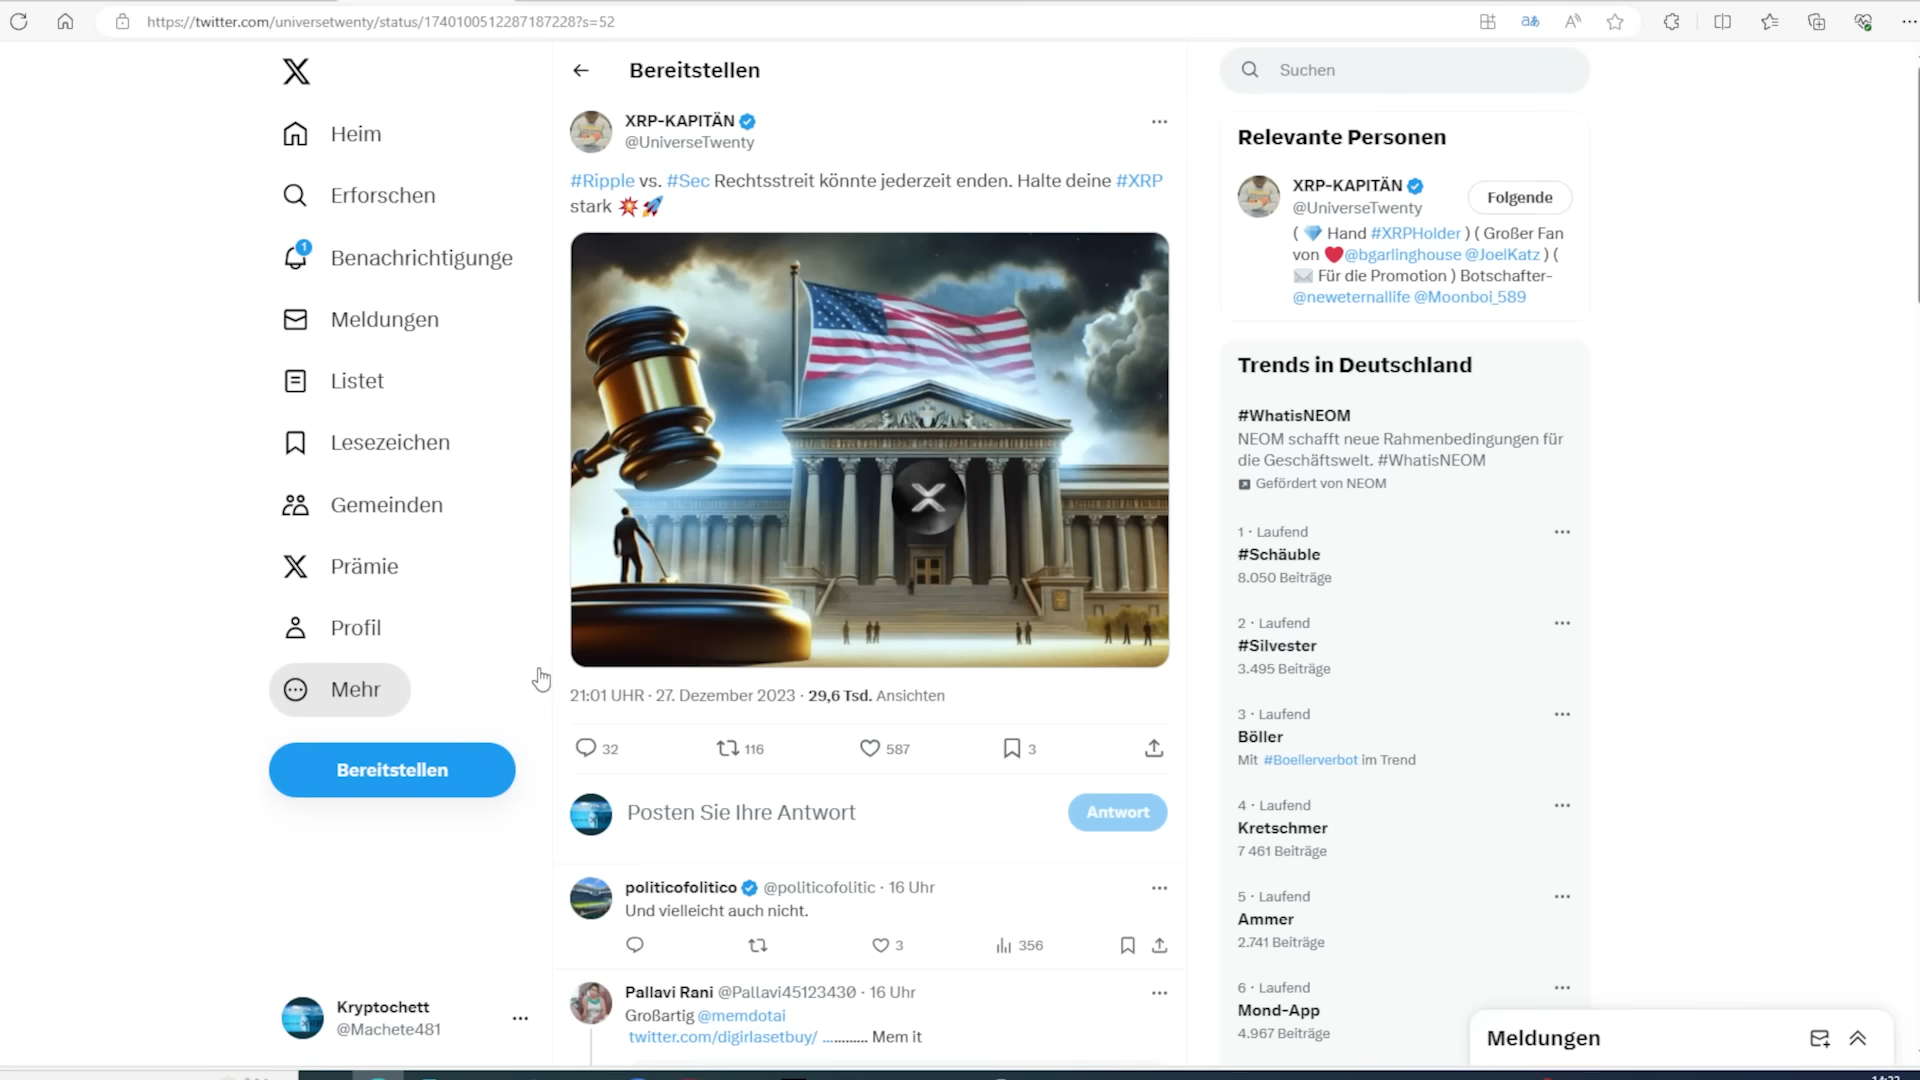 https://twitter.com/universetwenty/status/1740100512287187228?s=52
Heim
Erforschen
1
Benachrichtigunge
Meldungen
Listet
Lesezeichen
Gemeinden
Prämie
Profil
Mehr
Bereitstellen
Kryptochett
@Machete481
Bereitstellen
XRP-KAPITÄN
@UniverseTwenty
#Ripple vs. #Sec Rechtsstreit könnte jederzeit enden. Halte deine #XRP
stark
21:01 UHR · 27. Dezember 2023 · 29,6 Tsd. Ansichten
32 116 587 3
Posten Sie Ihre Antwort
Antwort
politicofolitico @politicofolitic · 16 Uhr
Und vielleicht auch nicht.
3 356
Pallavi Rani @Pallavi45123430 · 16 Uhr
Großartig @memdotai
twitter.com/digirlasetbuy/ ............ Mem it
Suchen
Relevante Personen
XRP-KAPITÄN
@UniverseTwenty
Folgende
( 💎 Hand #XRPHolder ) ( Großer Fan
von ❤️@bgarlinghouse @JoelKatz ) (
✉️ Für die Promotion ) Botschafter-
@neweternallife @Moonboi_589
Trends in Deutschland
#WhatisNEOM
NEOM schafft neue Rahmenbedingungen für
die Geschäftswelt. #WhatisNEOM
Gefördert von NEOM
1 · Laufend
#Schäuble
8.050 Beiträge
2 · Laufend
#Silvester
3.495 Beiträge
3 · Laufend
Böller
Mit #Boellerverbot im Trend
4 · Laufend
Kretschmer
7 461 Beiträge
5 · Laufend
Ammer
2.741 Beiträge
6 · Laufend
Mond-App
4.967 Beiträge
Meldungen